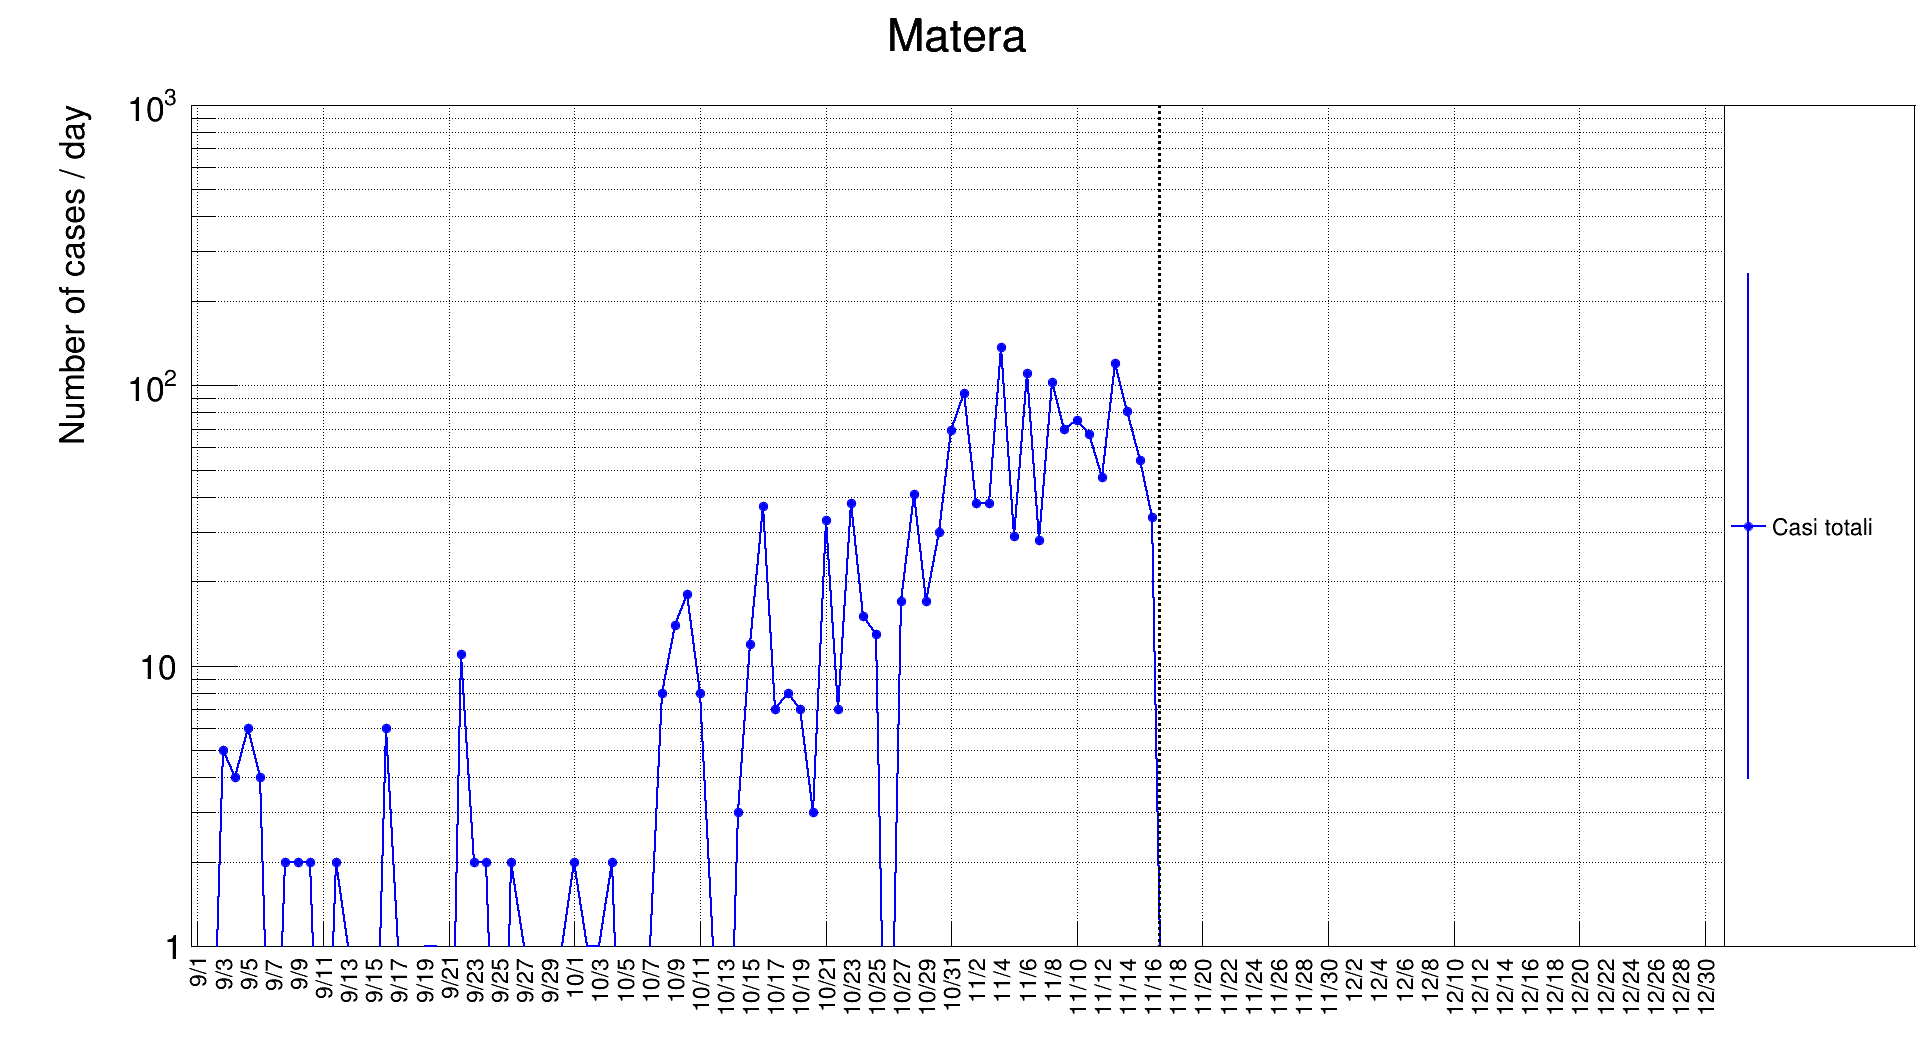 Matera
Number of cases / day
10³
10²
10
1
9/1 9/3 9/5 9/7 9/9 9/11 9/13 9/15 9/17 9/19 9/21 9/23 9/25 9/27 9/29 10/1 10/3 10/5 10/7 10/9 10/11 10/13 10/15 10/17 10/19 10/21 10/23 10/25 10/27 10/29 10/31 11/2 11/4 11/6 11/8 11/10 11/12 11/14 11/16 11/18 11/20 11/22 11/24 11/26 11/28 11/30 12/2 12/4 12/6 12/8 12/10 12/12 12/14 12/16 12/18 12/20 12/22 12/24 12/26 12/28 12/30
Casi totali